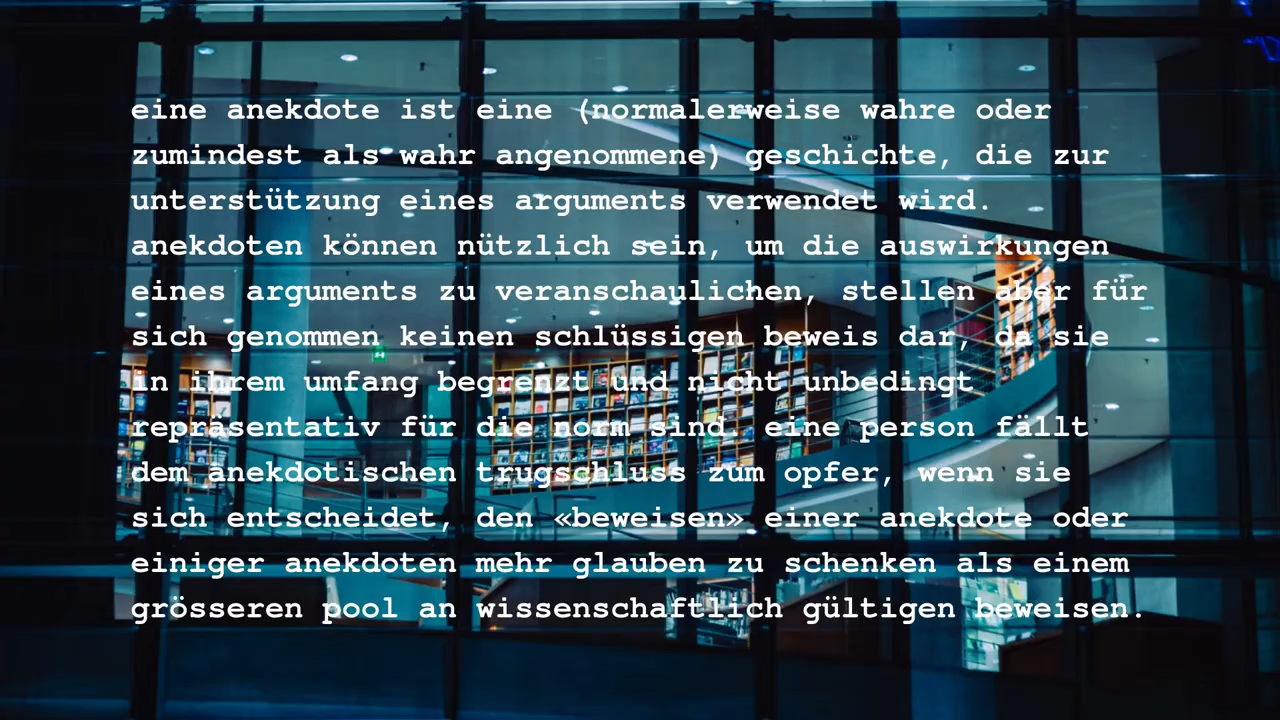 eine anekdote ist eine (normalerweise wahre oder
zumindest als wahr angenommene) geschichte, die zur
unterstützung eines arguments verwendet wird.
anekdoten können nützlich sein, um die auswirkungen
eines arguments zu veranschaulichen, stellen aber für
sich genommen keinen schlüssigen beweis dar, da sie
in ihrem umfang begrenzt und nicht unbedingt
repräsentativ für die norm sind. eine person fällt
dem anekdotischen trugschluss zum opfer, wenn sie
sich entscheidet, den «beweisen» einer anekdote oder
einiger anekdoten mehr glauben zu schenken als einem
grösseren pool an wissenschaftlich gültigen beweisen.